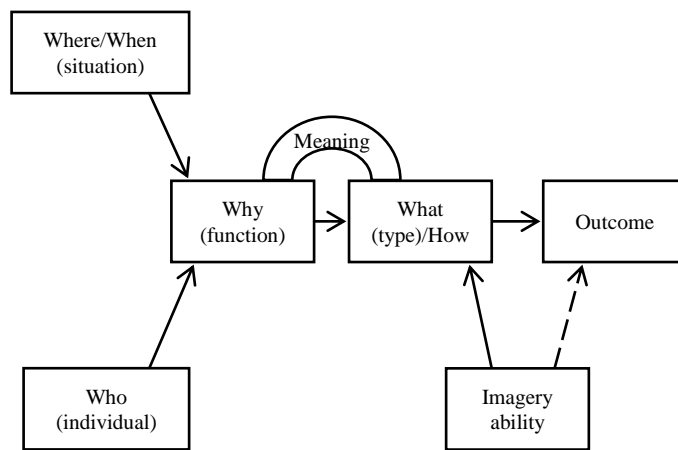 Where/When
(situation)
Meaning
Why
(function)
What
(type)/How
Outcome
Who
(individual)
Imagery
ability